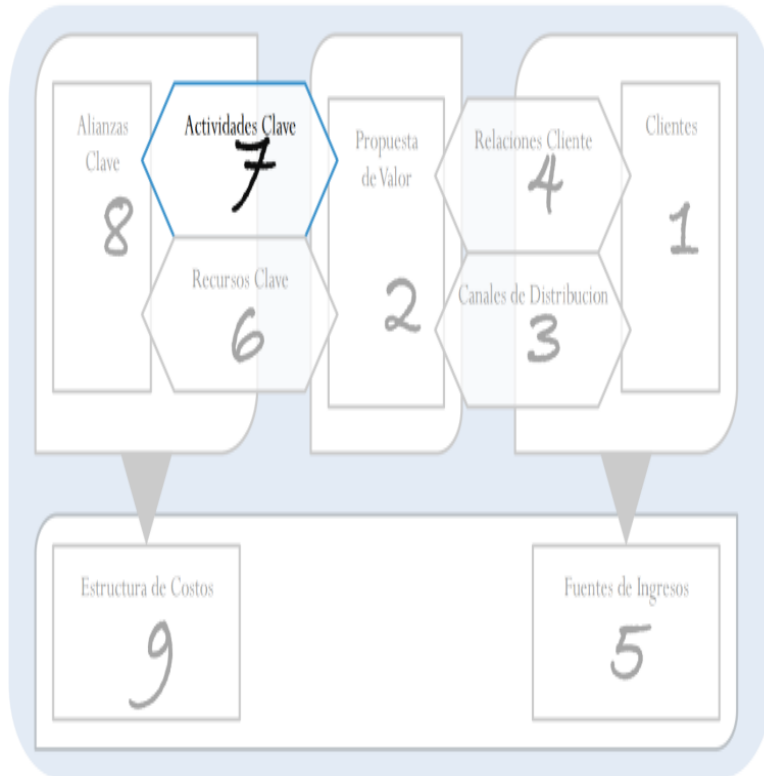 Alianzas
Clave
8
Actividades Clave
7
Recursos Clave
6
Propuesta
de Valor
2
Relaciones Cliente
4
Canales de Distribucion
3
Clientes
1
Estructura de Costos
9
Fuentes de Ingresos
5